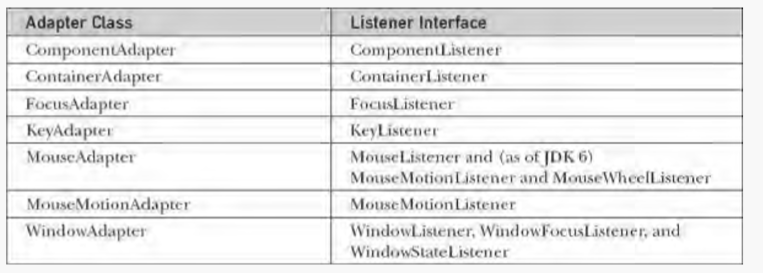 Adapter Class Listener Interface
ComponentAdapter ComponentListener
ContainerAdapter ContainerListener
FocusAdapter FocusListener
KeyAdapter KeyListener
MouseAdapter MouseListener and (as of JDK 6)
MouseMotionListener and MouseWheelListener
MouseMotionAdapter MouseMotionListener
WindowAdapter WindowListener, WindowFocusListener, and
WindowStateListener